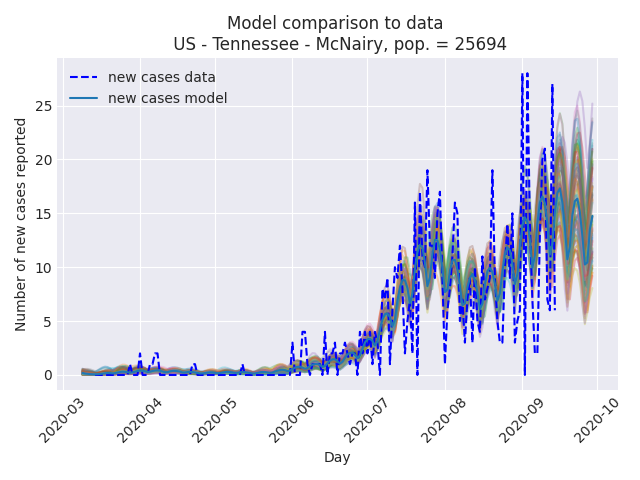 Model comparison to data
US - Tennessee - McNairy, pop. = 25694
new cases data
new cases model
Number of new cases reported
25
20
15
10
5
0
2020-03
2020-04
2020-05
2020-06
2020-07
2020-08
2020-09
2020-10
Day